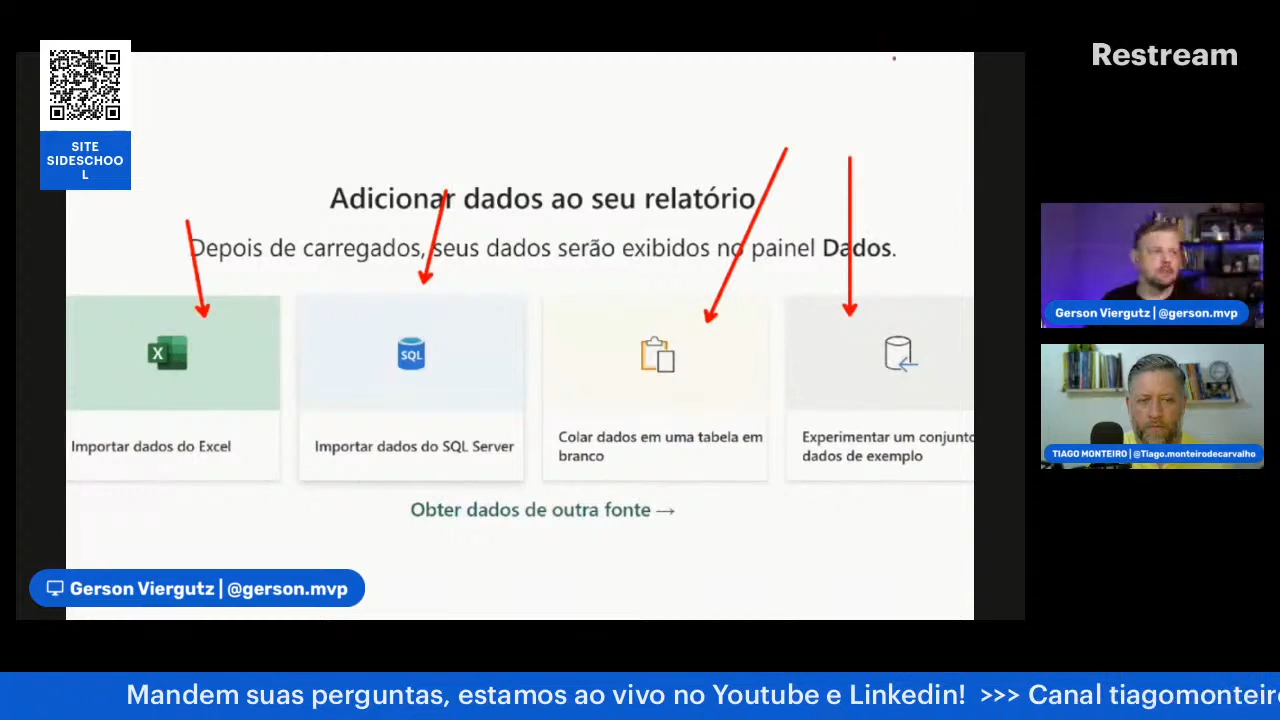 Restream
SITE
SIDESCHOO
L
Adicionar dados ao seu relatório
Depois de carregados, seus dados serão exibidos no painel Dados.
X
SQL
Importar dados do Excel
Importar dados do SQL Server
Colar dados em uma tabela em
branco
Experimentar um conjunto
dados de exemplo
Obter dados de outra fonte →
Gerson Viergutz | @gerson.mvp
TIAGO MONTEIRO | @Tiago.monteirodecarvalho
Gerson Viergutz | @gerson.mvp
Mandem suas perguntas, estamos ao vivo no Youtube e Linkedin! >>> Canal tiagomonteir